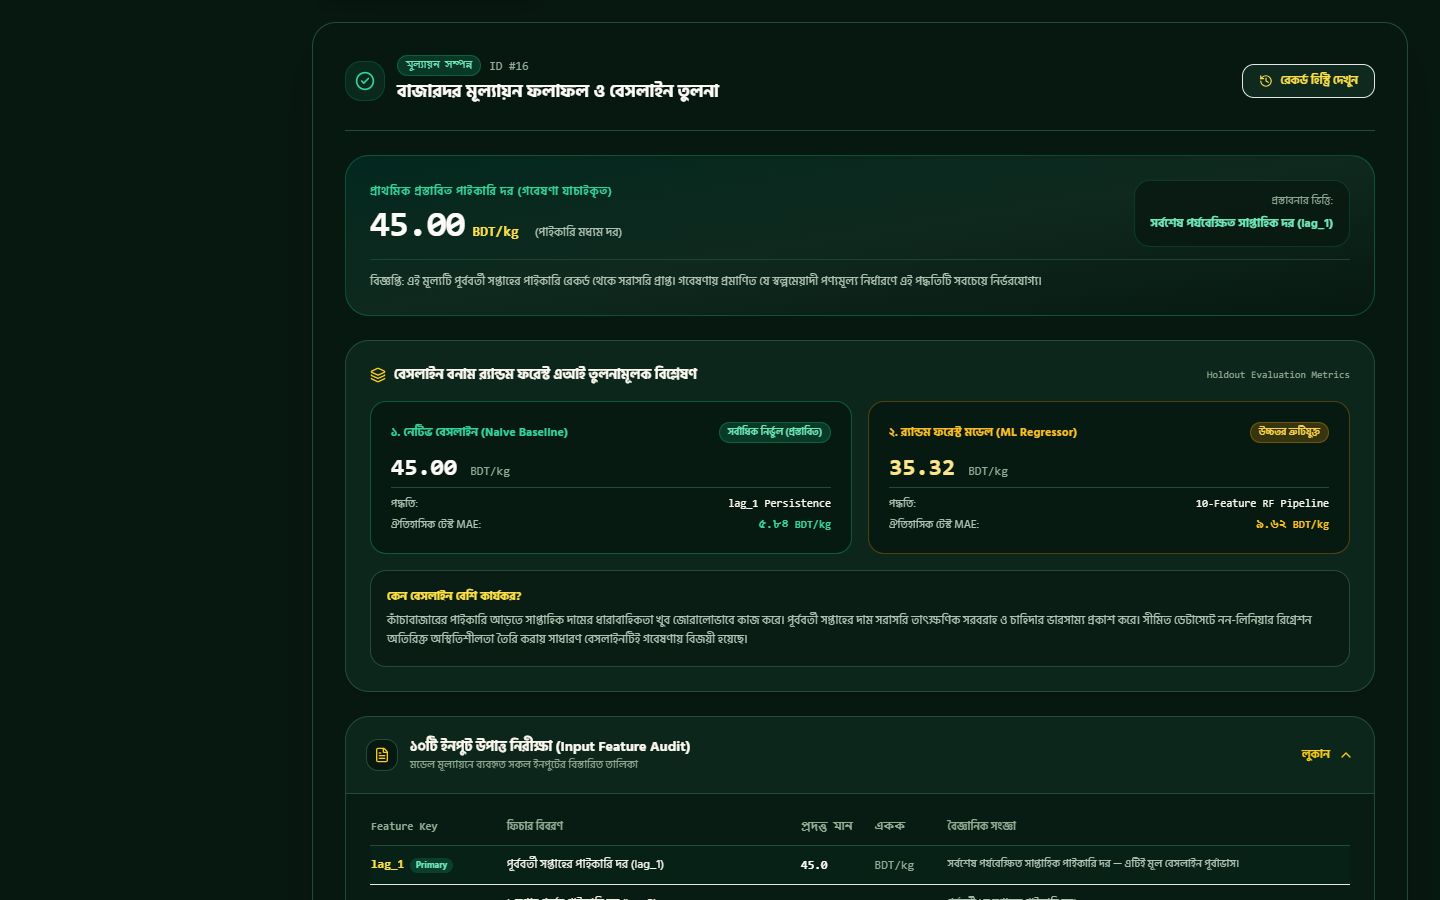 মূল্যায়ন সম্পন্ন ID #16
বাজারদর মূল্যায়ন ফলাফল ও বেসলাইন তুলনা
রেকর্ড হিস্ট্রি দেখুন
প্রাথমিক প্রস্তাবিত পাইকারি দর (গবেষণা যাচাইকৃত)
45.00 BDT/kg (পাইকারি মধ্যম দর)
প্রস্তাবনার ভিত্তি:
সর্বশেষ পর্যবেক্ষিত সাপ্তাহিক দর (lag_1)
বিজ্ঞপ্তি: এই মূল্যটি পূর্ববর্তী সপ্তাহের পাইকারি রেকর্ড থেকে সরাসরি প্রাপ্ত। গবেষণায় প্রমাণিত যে স্বল্পমেয়াদী পণ্যমূল্য নির্ধারণে এই পদ্ধতিটি সবচেয়ে নির্ভরযোগ্য।
বেসলাইন বনাম র‍্যান্ডম ফরেস্ট এআই তুলনামূলক বিশ্লেষণ
Holdout Evaluation Metrics
১. নেটিভ বেসলাইন (Naive Baseline)
সর্বাধিক নির্ভুল (প্রস্তাবিত)
45.00 BDT/kg
পদ্ধতি: lag_1 Persistence
ঐতিহাসিক টেস্ট MAE: ৫.৮৪ BDT/kg
২. র‍্যান্ডম ফরেস্ট মডেল (ML Regressor)
উচ্চতর ত্রুটিযুক্ত
35.32 BDT/kg
পদ্ধতি: 10-Feature RF Pipeline
ঐতিহাসিক টেস্ট MAE: ৯.৬২ BDT/kg
কেন বেসলাইন বেশি কার্যকর?
কাঁচাবাজারের পাইকারি আড়তে সাপ্তাহিক দামের ধারাবাহিকতা খুব জোরালোভাবে কাজ করে। পূর্ববর্তী সপ্তাহের দাম সরাসরি তাৎক্ষণিক সরবরাহ ও চাহিদার ভারসাম্য প্রকাশ করে। সীমিত ডেটাসেটে নন-লিনিয়ার রিগ্রেশন
অতিরিক্ত অস্থিতিশীলতা তৈরি করায় সাধারণ বেসলাইনটিই গবেষণায় বিজয়ী হয়েছে।
১০টি ইনপুট উপাত্ত নিরীক্ষা (Input Feature Audit)
মডেল মূল্যায়নে ব্যবহৃত সকল ইনপুটের বিস্তারিত তালিকা
লুকান
Feature Key ফিচার বিবরণ প্রদত্ত মান একক বৈজ্ঞানিক সংজ্ঞা
lag_1 Primary পূর্ববর্তী সপ্তাহের পাইকারি দর (lag_1) 45.0 BDT/kg সর্বশেষ পর্যবেক্ষিত সাপ্তাহিক পাইকারি দর — এটিই মূল বেসলাইন পূর্বাভাস।